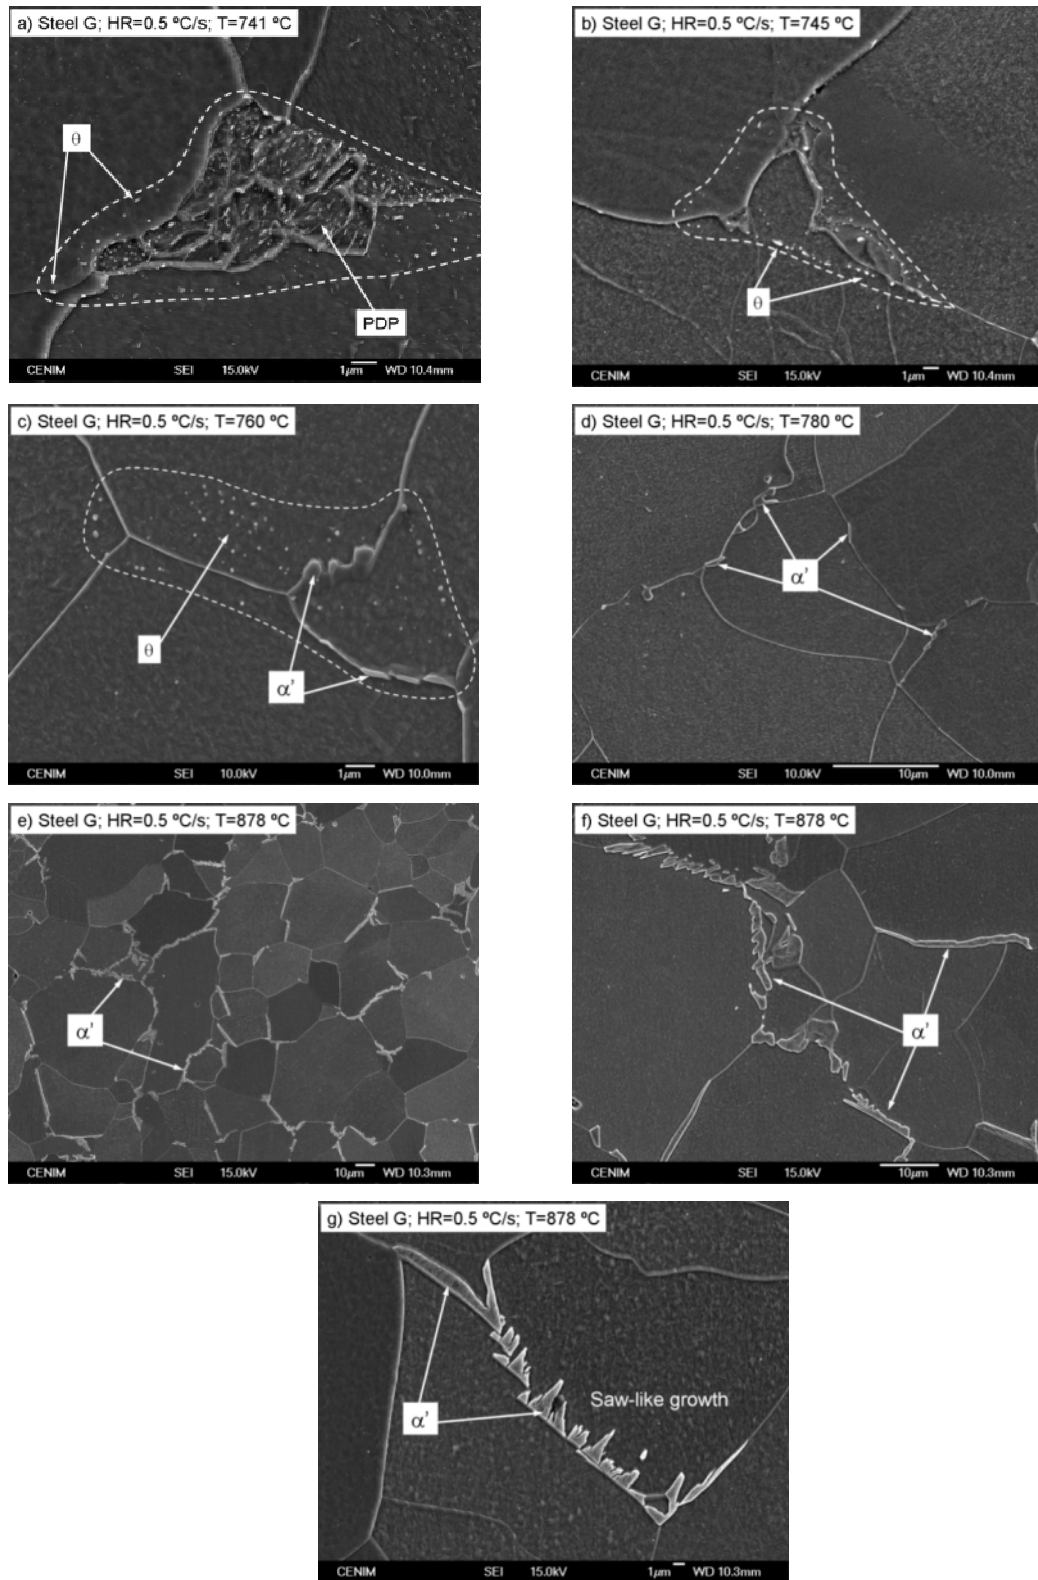 a) Steel G; HR=0.5 ºC/s; T=741 ºC
θ
PDP
CENIM SEI 15.0kV 1µm WD 10.4mm
b) Steel G; HR=0.5 ºC/s; T=745 ºC
θ
CENIM SEI 15.0kV 1µm WD 10.4mm
c) Steel G; HR=0.5 ºC/s; T=760 ºC
θ
α'
CENIM SEI 10.0kV 1µm WD 10.0mm
d) Steel G; HR=0.5 ºC/s; T=780 ºC
α'
CENIM SEI 10.0kV 10µm WD 10.0mm
e) Steel G; HR=0.5 ºC/s; T=878 ºC
α'
CENIM SEI 15.0kV 10µm WD 10.3mm
f) Steel G; HR=0.5 ºC/s; T=878 ºC
α'
CENIM SEI 15.0kV 10µm WD 10.3mm
g) Steel G; HR=0.5 ºC/s; T=878 ºC
Saw-like growth
α'
CENIM SEI 15.0kV 1µm WD 10.3mm